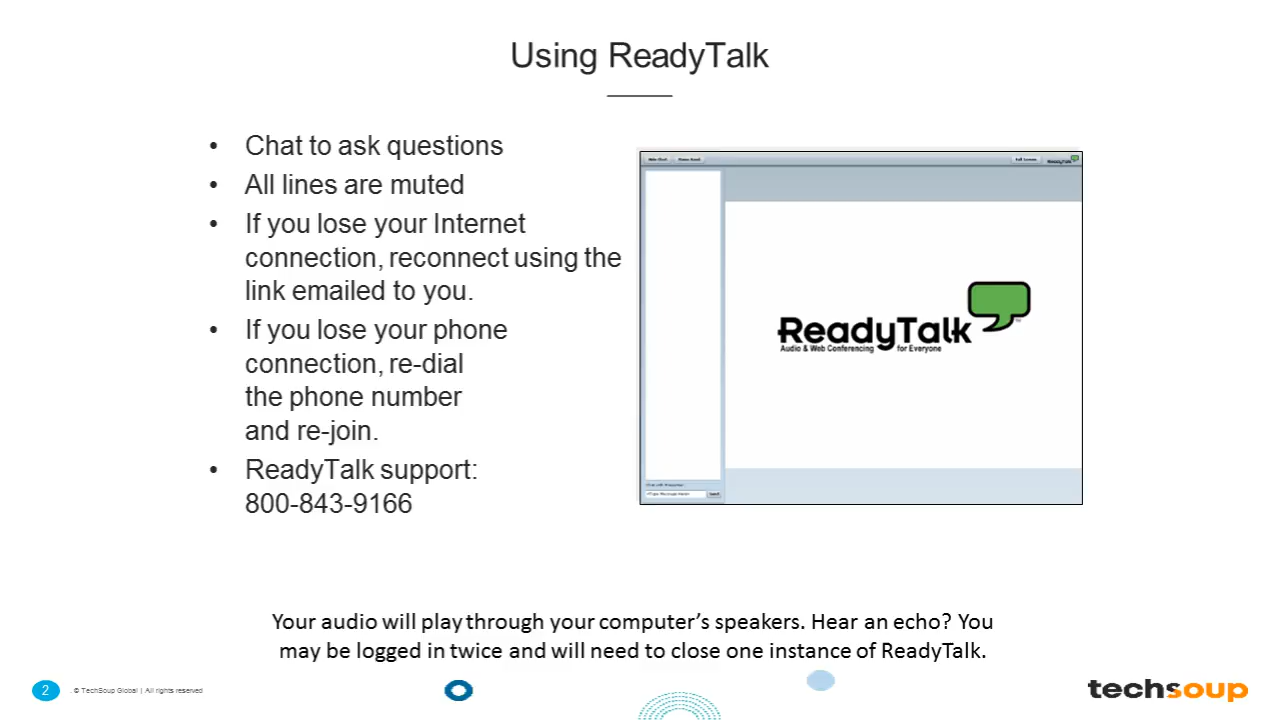 Using ReadyTalk
• Chat to ask questions
• All lines are muted
• If you lose your Internet
connection, reconnect using the
link emailed to you.
• If you lose your phone
connection, re-dial
the phone number
and re-join.
• ReadyTalk support:
800-843-9166
Full Screen
ReadyTalk
ReadyTalk
Audio & Web Conferencing for Everyone
Send
Your audio will play through your computer’s speakers. Hear an echo? You
may be logged in twice and will need to close one instance of ReadyTalk.
2
. © TechSoup Global | All rights reserved
techsoup